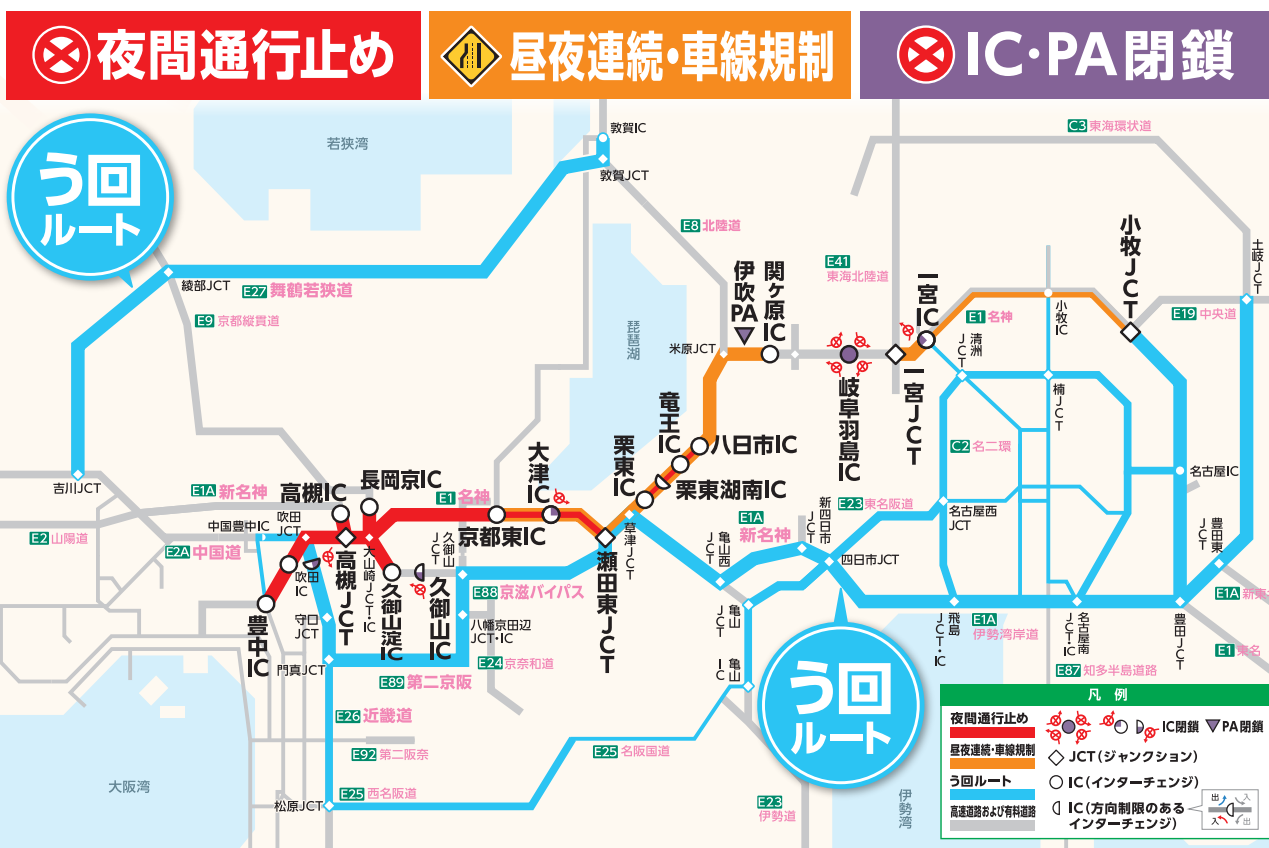 夜間通行止め
昼夜連続・車線規制
IC・PA閉鎖
う回
ルート
若狭湾
敦賀IC
敦賀JCT
C3 東海環状道
E8 北陸道
綾部JCT
E27 舞鶴若狭道
E9 京都縦貫道
琵琶湖
米原JCT
伊吹PA
関ヶ原IC
E41
東海北陸道
一宮IC
E1 名神
小牧IC
小牧JCT
土岐JCT
E19 中央道
清洲JCT
岐阜羽島IC
一宮JCT
楠JCT
C2 名二環
名古屋IC
吉川JCT
E1A 新名神
高槻IC
長岡京IC
E1 名神
大津IC
栗東IC
竜王IC
八日市IC
栗東湖南IC
E1A
新名神
新四日市JCT
E23 東名阪道
名古屋西
JCT
豊田東JCT
E2 山陽道
E2A 中国道
中国豊中IC
吹田
JCT
京都東IC
久御山JCT
大山崎JCT・IC
草津JCT
亀山西JCT
四日市JCT
吹田
IC
高槻JCT
久御山淀IC
久御山IC
E88 京滋バイパス
瀬田東JCT
豊中IC
守口
JCT
八幡京田辺
JCT・IC
亀山JCT
飛島JCT・IC
E1A
伊勢湾岸道
名古屋南JCT・IC
豊田JCT
E1A 新東名
E1 東名
門真JCT
E89 第二京阪
E24 京奈和道
亀山IC
E87 知多半島道路
う回
ルート
E26 近畿道
E92 第二阪奈
E25 名阪国道
大阪湾
松原JCT
E25 西名阪道
E23
伊勢道
伊勢湾
凡例
夜間通行止め
IC閉鎖
PA閉鎖
昼夜連続・車線規制
JCT(ジャンクション)
う回ルート
IC(インターチェンジ)
高速道路および有料道路
IC(方向制限のある
インターチェンジ)
出 入
入 出